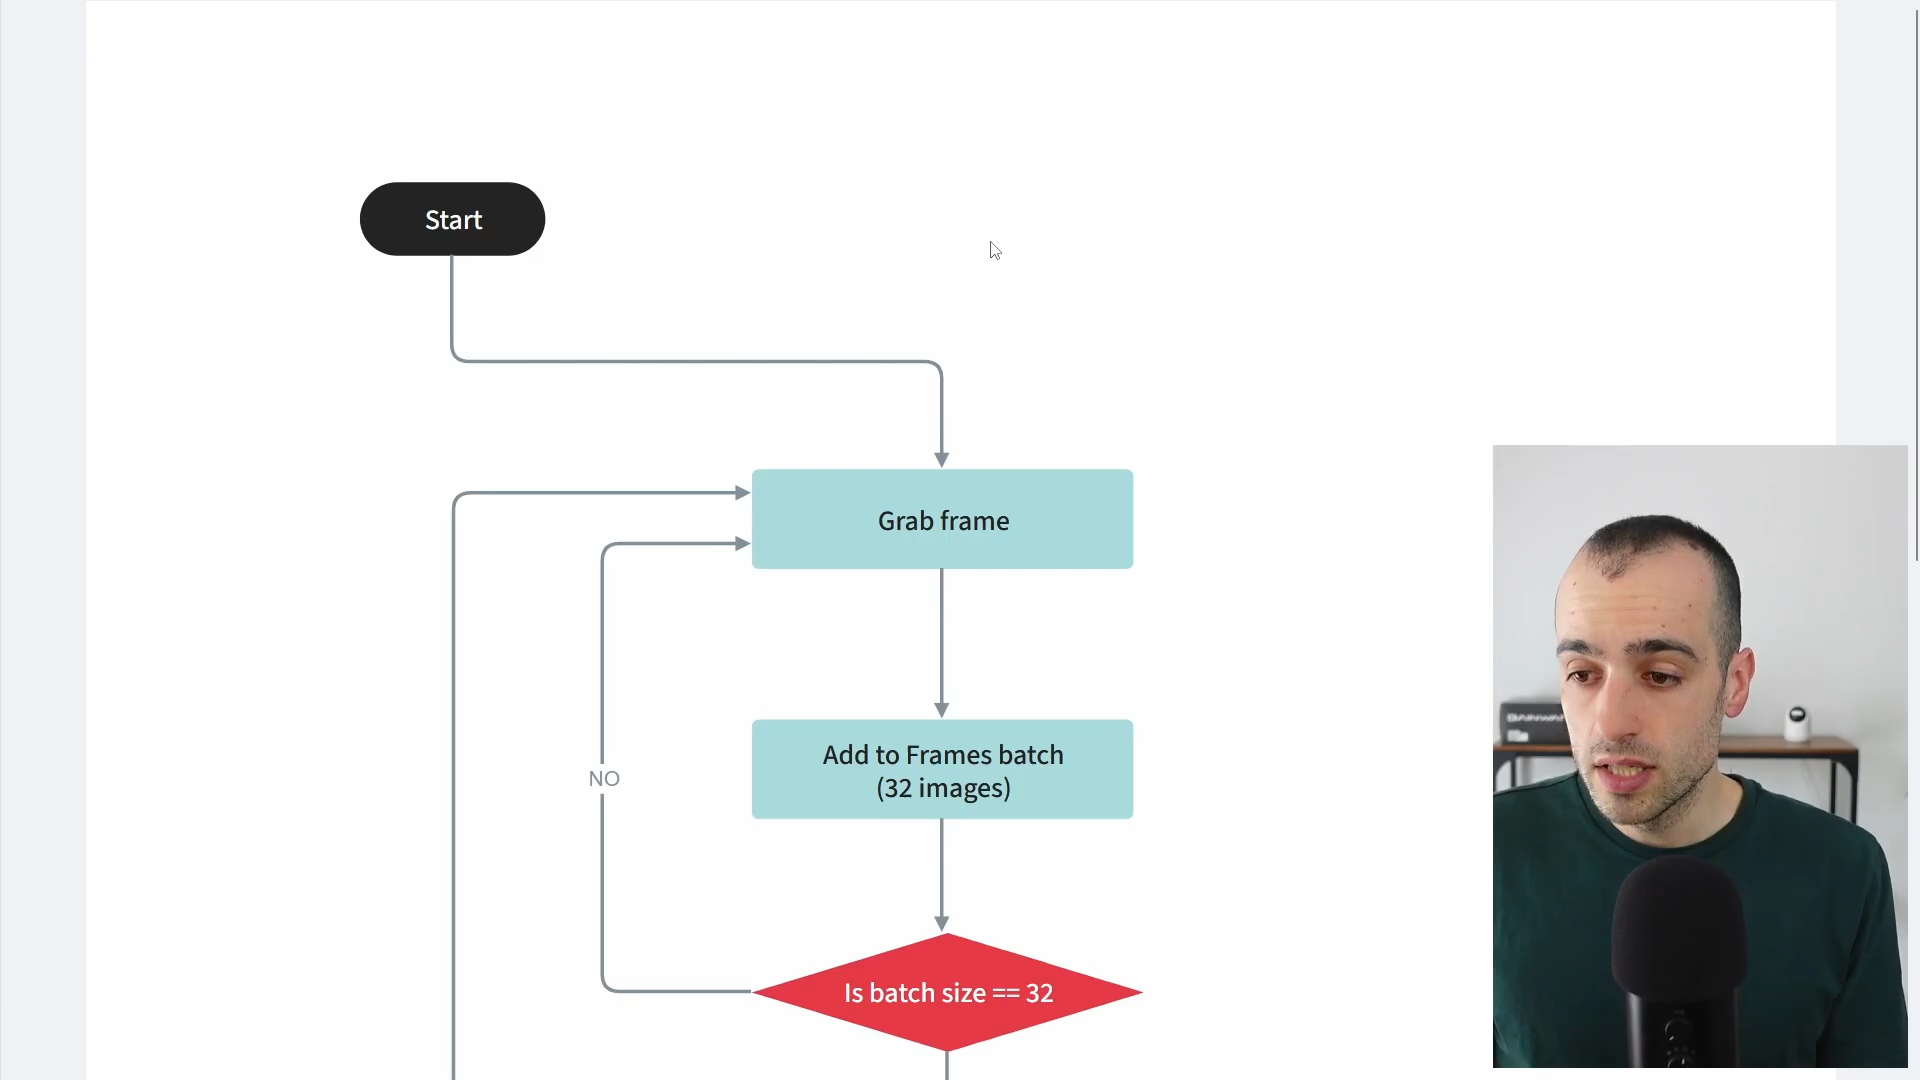 Start
Grab frame
Add to Frames batch
(32 images)
NO
Is batch size == 32